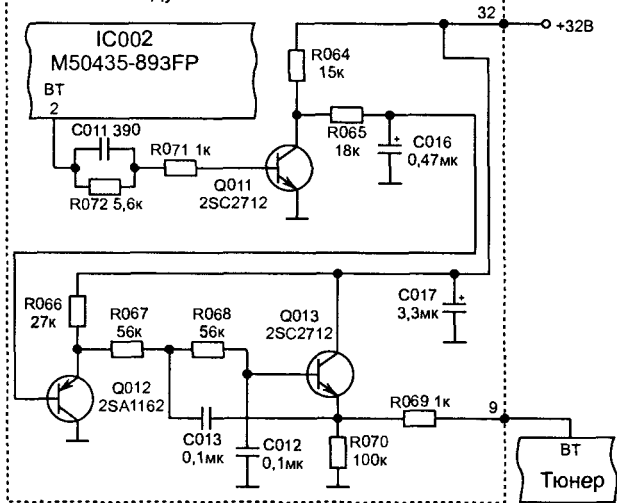 32
+32В
IC002
M50435-893FP
BT
2
R064
15к
C011 390
R071 1к
R065
18к
C016
0,47мк
R072 5,6к
Q011
2SC2712
R066
27к
R067
56к
R068
56к
Q013
2SC2712
C017
3,3мк
Q012
2SA1162
R069 1к
9
C013
0,1мк
C012
0,1мк
R070
100к
BT
Тюнер